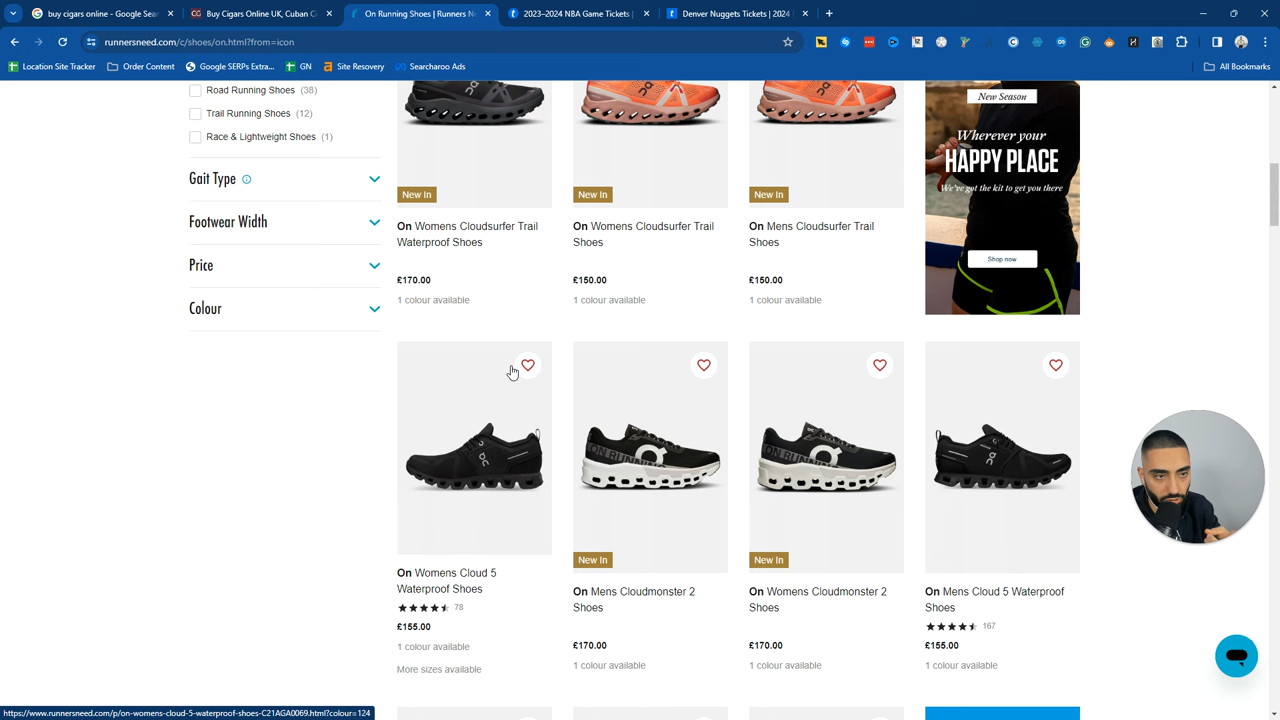 buy cigars online - Google Sea
Buy Cigars Online UK, Cuban C
On Running Shoes | Runners N
2023–2024 NBA Game Tickets |
Denver Nuggets Tickets | 2024
runnersneed.com/c/shoes/on.html?from=icon
Location Site Tracker
Order Content
Google SERPs Extra...
GN
Site Recovery
Searcharoo Ads
All Bookmarks
Road Running Shoes (38)
Trail Running Shoes (12)
Race & Lightweight Shoes (1)
Gait Type
Footwear Width
Price
Colour
New In
On Womens Cloudsurfer Trail
Waterproof Shoes
£170.00
1 colour available
New In
On Womens Cloudsurfer Trail
Shoes
£150.00
1 colour available
New In
On Mens Cloudsurfer Trail
Shoes
£150.00
1 colour available
New Season
Wherever your
HAPPY PLACE
We've got the kit to get you there
Shop now
On Womens Cloud 5
Waterproof Shoes
78
£155.00
1 colour available
More sizes available
ON RUNNING
New In
On Mens Cloudmonster 2
Shoes
£170.00
1 colour available
New In
On Womens Cloudmonster 2
Shoes
£170.00
1 colour available
On Mens Cloud 5 Waterproof
Shoes
167
£155.00
1 colour available
https://www.runnersneed.com/p/on-womens-cloud-5-waterproof-shoes-C21AGA0069.html?colour=124